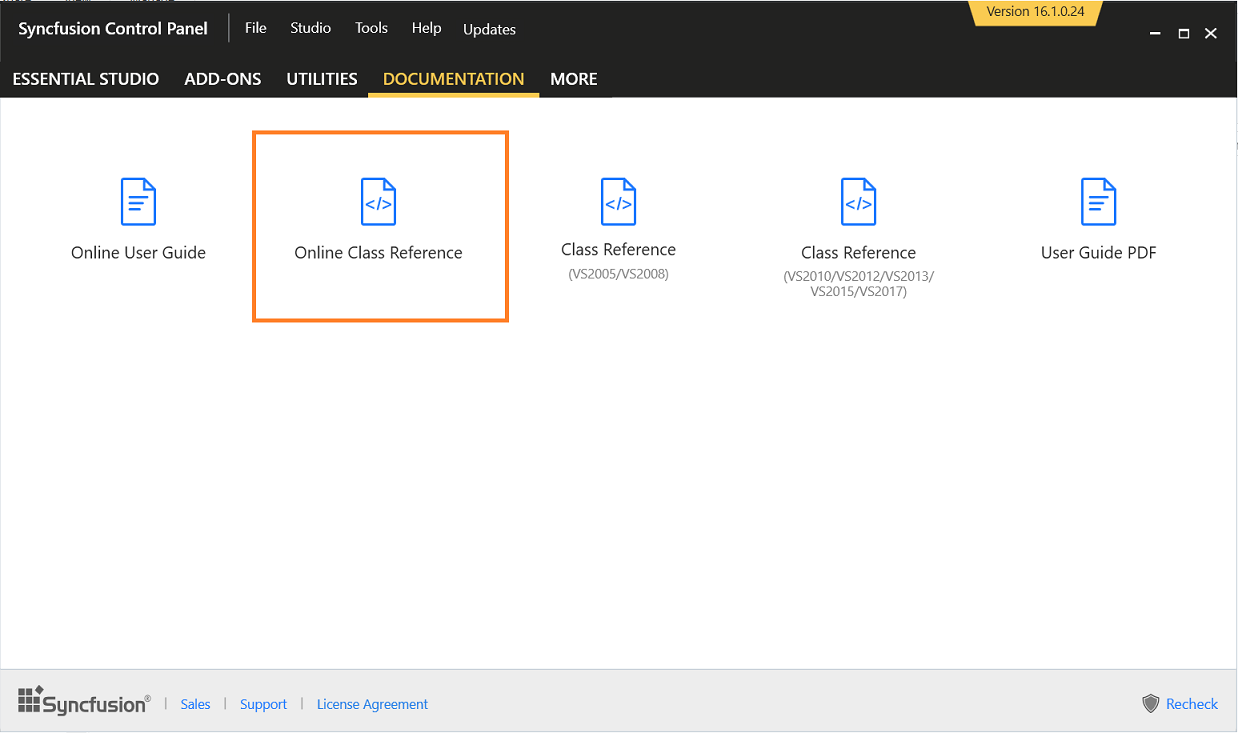 Version 16.1.0.24
Syncfusion Control Panel File Studio Tools Help Updates
ESSENTIAL STUDIO ADD-ONS UTILITIES DOCUMENTATION MORE
</> </> </>
Online User Guide Online Class Reference Class Reference Class Reference User Guide PDF
(VS2005/VS2008) (VS2010/VS2012/VS2013/
VS2015/VS2017)
Syncfusion® | Sales | Support | License Agreement Recheck